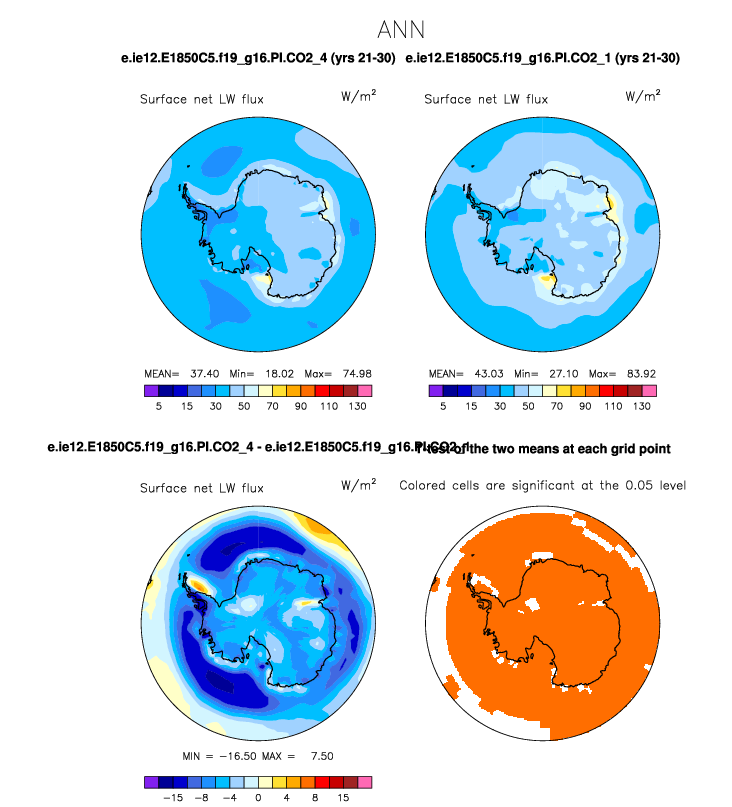 ANN
e.ie12.E1850C5.f19_g16.PI.CO2_4 (yrs 21-30) e.ie12.E1850C5.f19_g16.PI.CO2_1 (yrs 21-30)
Surface net LW flux W/m²
Surface net LW flux W/m²
MEAN= 37.40 Min= 18.02 Max= 74.98
MEAN= 43.03 Min= 27.10 Max= 83.92
5 15 30 50 70 90 110 130
5 15 30 50 70 90 110 130
e.ie12.E1850C5.f19_g16.PI.CO2_4 - e.ie12.E1850C5.f19_g16.PI.CO2_1
T-test of the two means at each grid point
Surface net LW flux W/m²
Colored cells are significant at the 0.05 level
MIN = -16.50 MAX = 7.50
-15 -8 -4 0 4 8 15